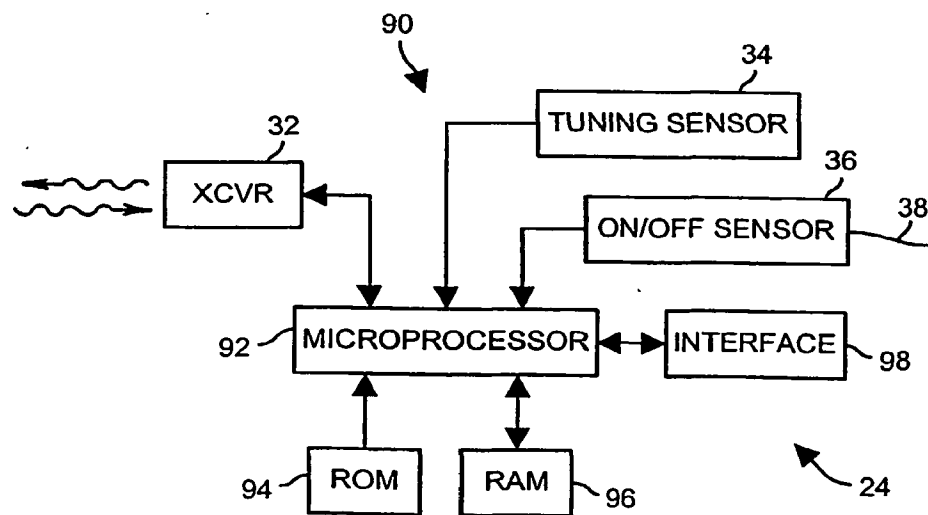 90
34
TUNING SENSOR
32
XCVR
36
38
ON/OFF SENSOR
92
MICROPROCESSOR
INTERFACE
98
94
ROM
RAM
96
24